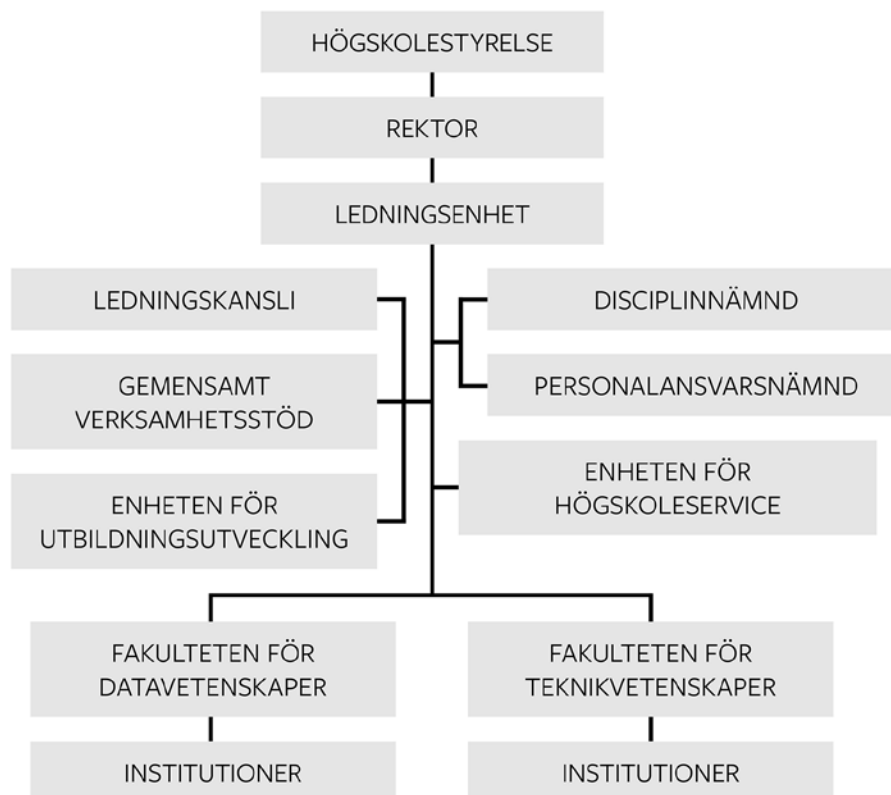 HÖGSKOLESTYRELSE
REKTOR
LEDNINGSENHET
LEDNINGSKANSLI
DISCIPLINNÄMND
GEMENSAMT
VERKSAMHETSSTÖD
PERSONALANSVARSNÄMND
ENHETEN FÖR
UTBILDNINGSUTVECKLING
ENHETEN FÖR
HÖGSKOLESERVICE
FAKULTETEN FÖR
DATAVETENSKAPER
FAKULTETEN FÖR
TEKNIKVETENSKAPER
INSTITUTIONER
INSTITUTIONER